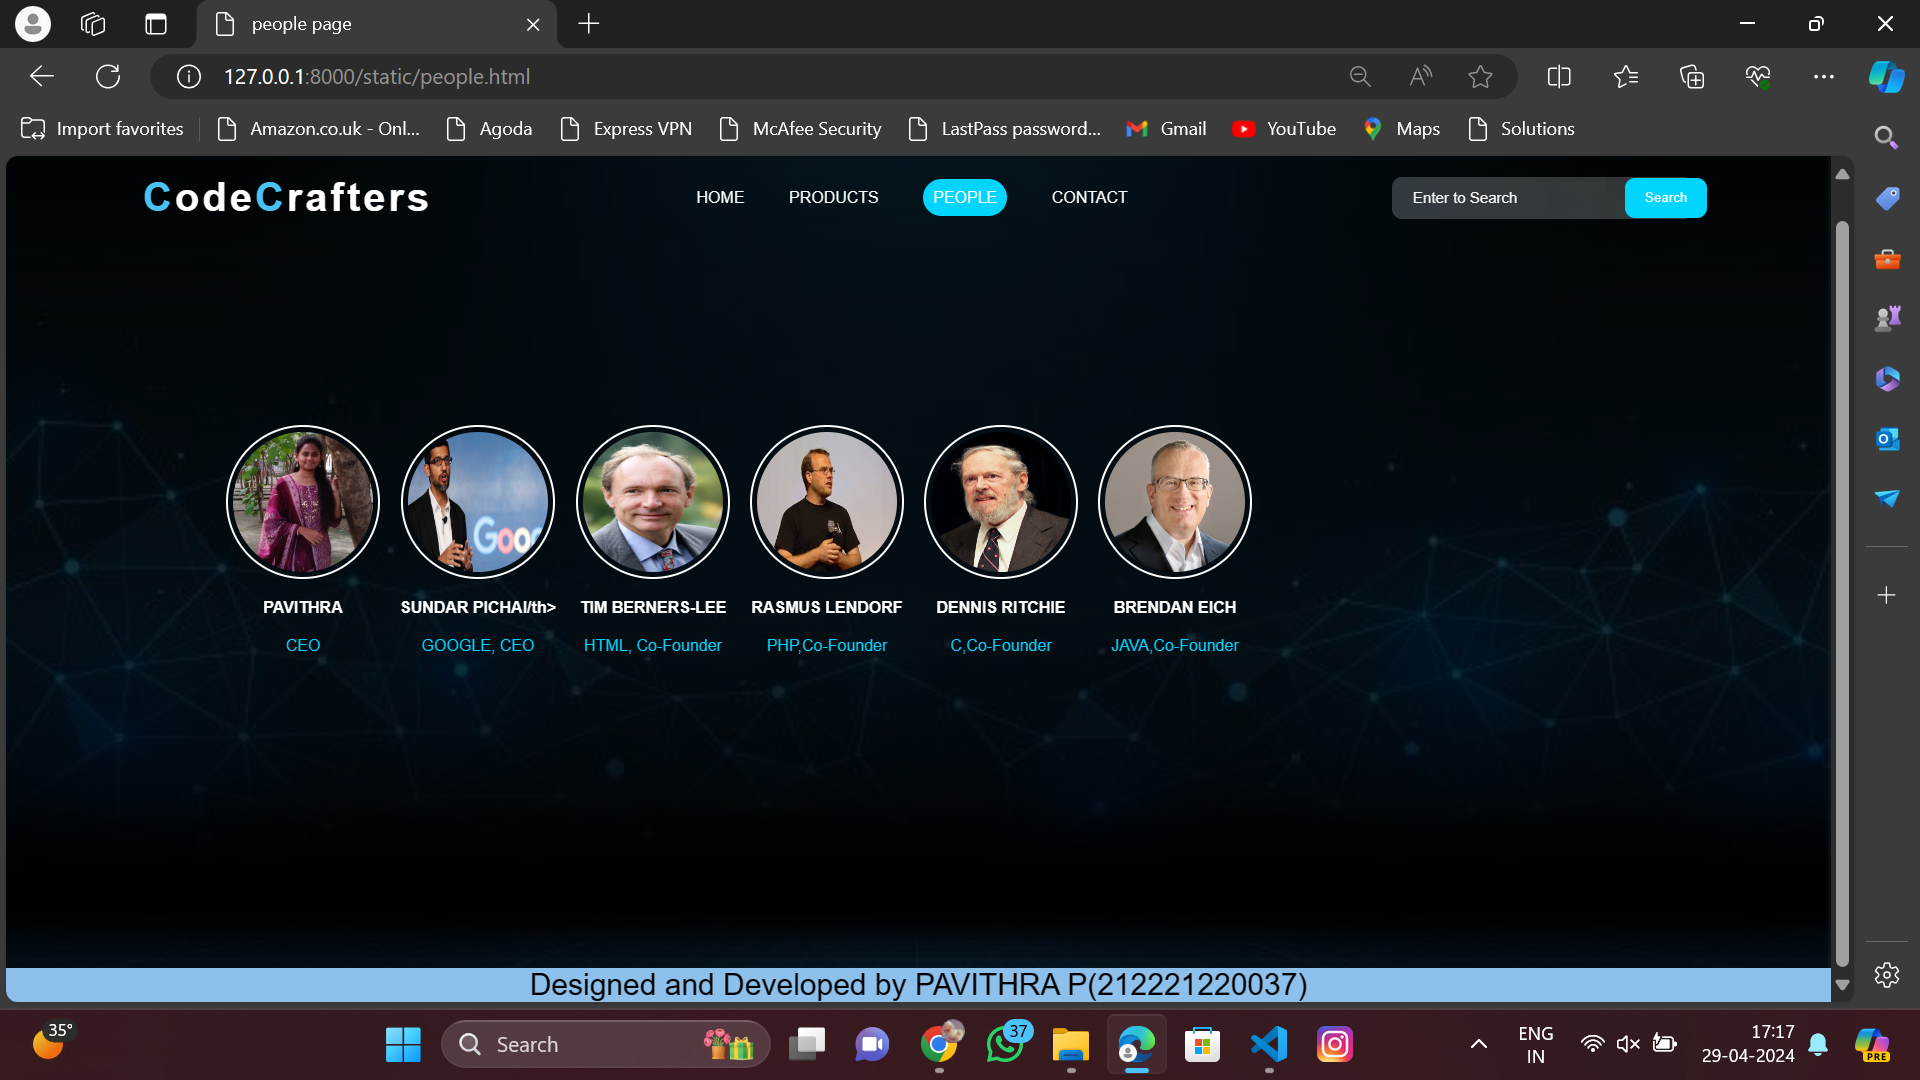 people page
127.0.0.1:8000/static/people.html
Import favorites
Amazon.co.uk - Onl...
Agoda
Express VPN
McAfee Security
LastPass password...
Gmail
YouTube
Maps
Solutions
CodeCrafters
HOME
PRODUCTS
PEOPLE
CONTACT
Enter to Search
Search
Goo
PAVITHRA
SUNDAR PICHAI/th>
TIM BERNERS-LEE
RASMUS LENDORF
DENNIS RITCHIE
BRENDAN EICH
CEO
GOOGLE, CEO
HTML, Co-Founder
PHP,Co-Founder
C,Co-Founder
JAVA,Co-Founder
Designed and Developed by PAVITHRA P(212221220037)
35°
Search
37
ENG
IN
17:17
29-04-2024
PRE